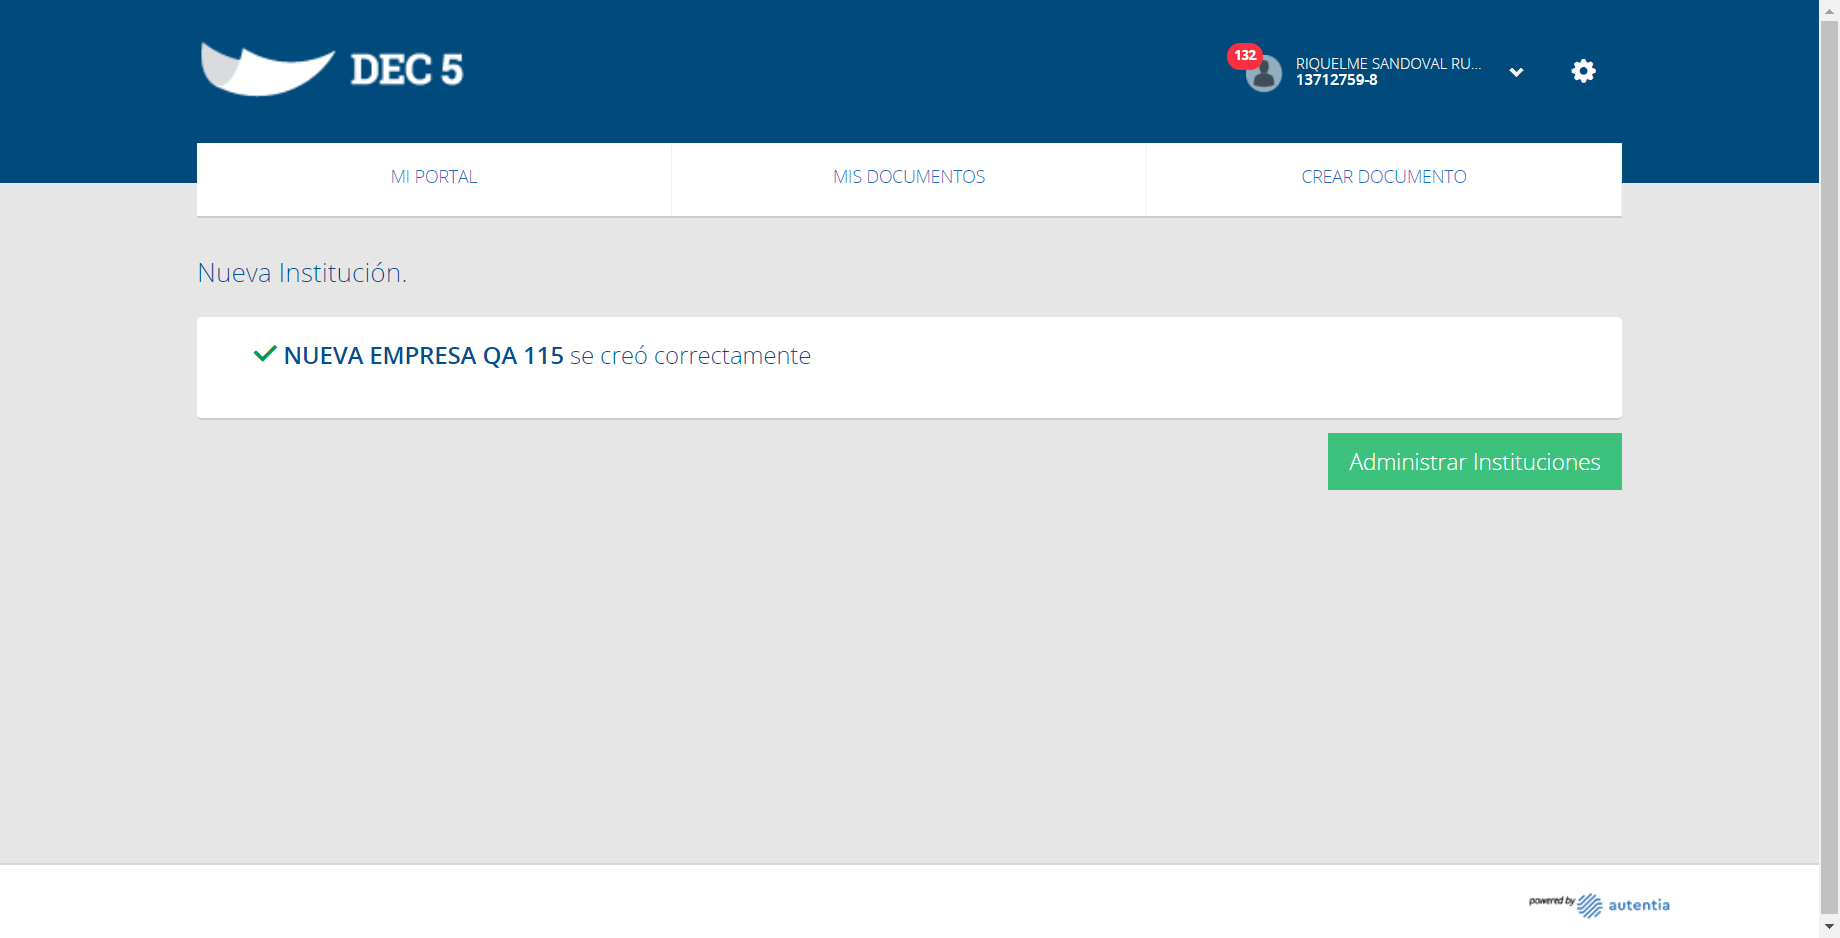 DEC 5
132
RIQUELME SANDOVAL RU...
13712759-8
MI PORTAL
MIS DOCUMENTOS
CREAR DOCUMENTO
Nueva Institución.
NUEVA EMPRESA QA 115 se creó correctamente
Administrar Instituciones
powered by autentia